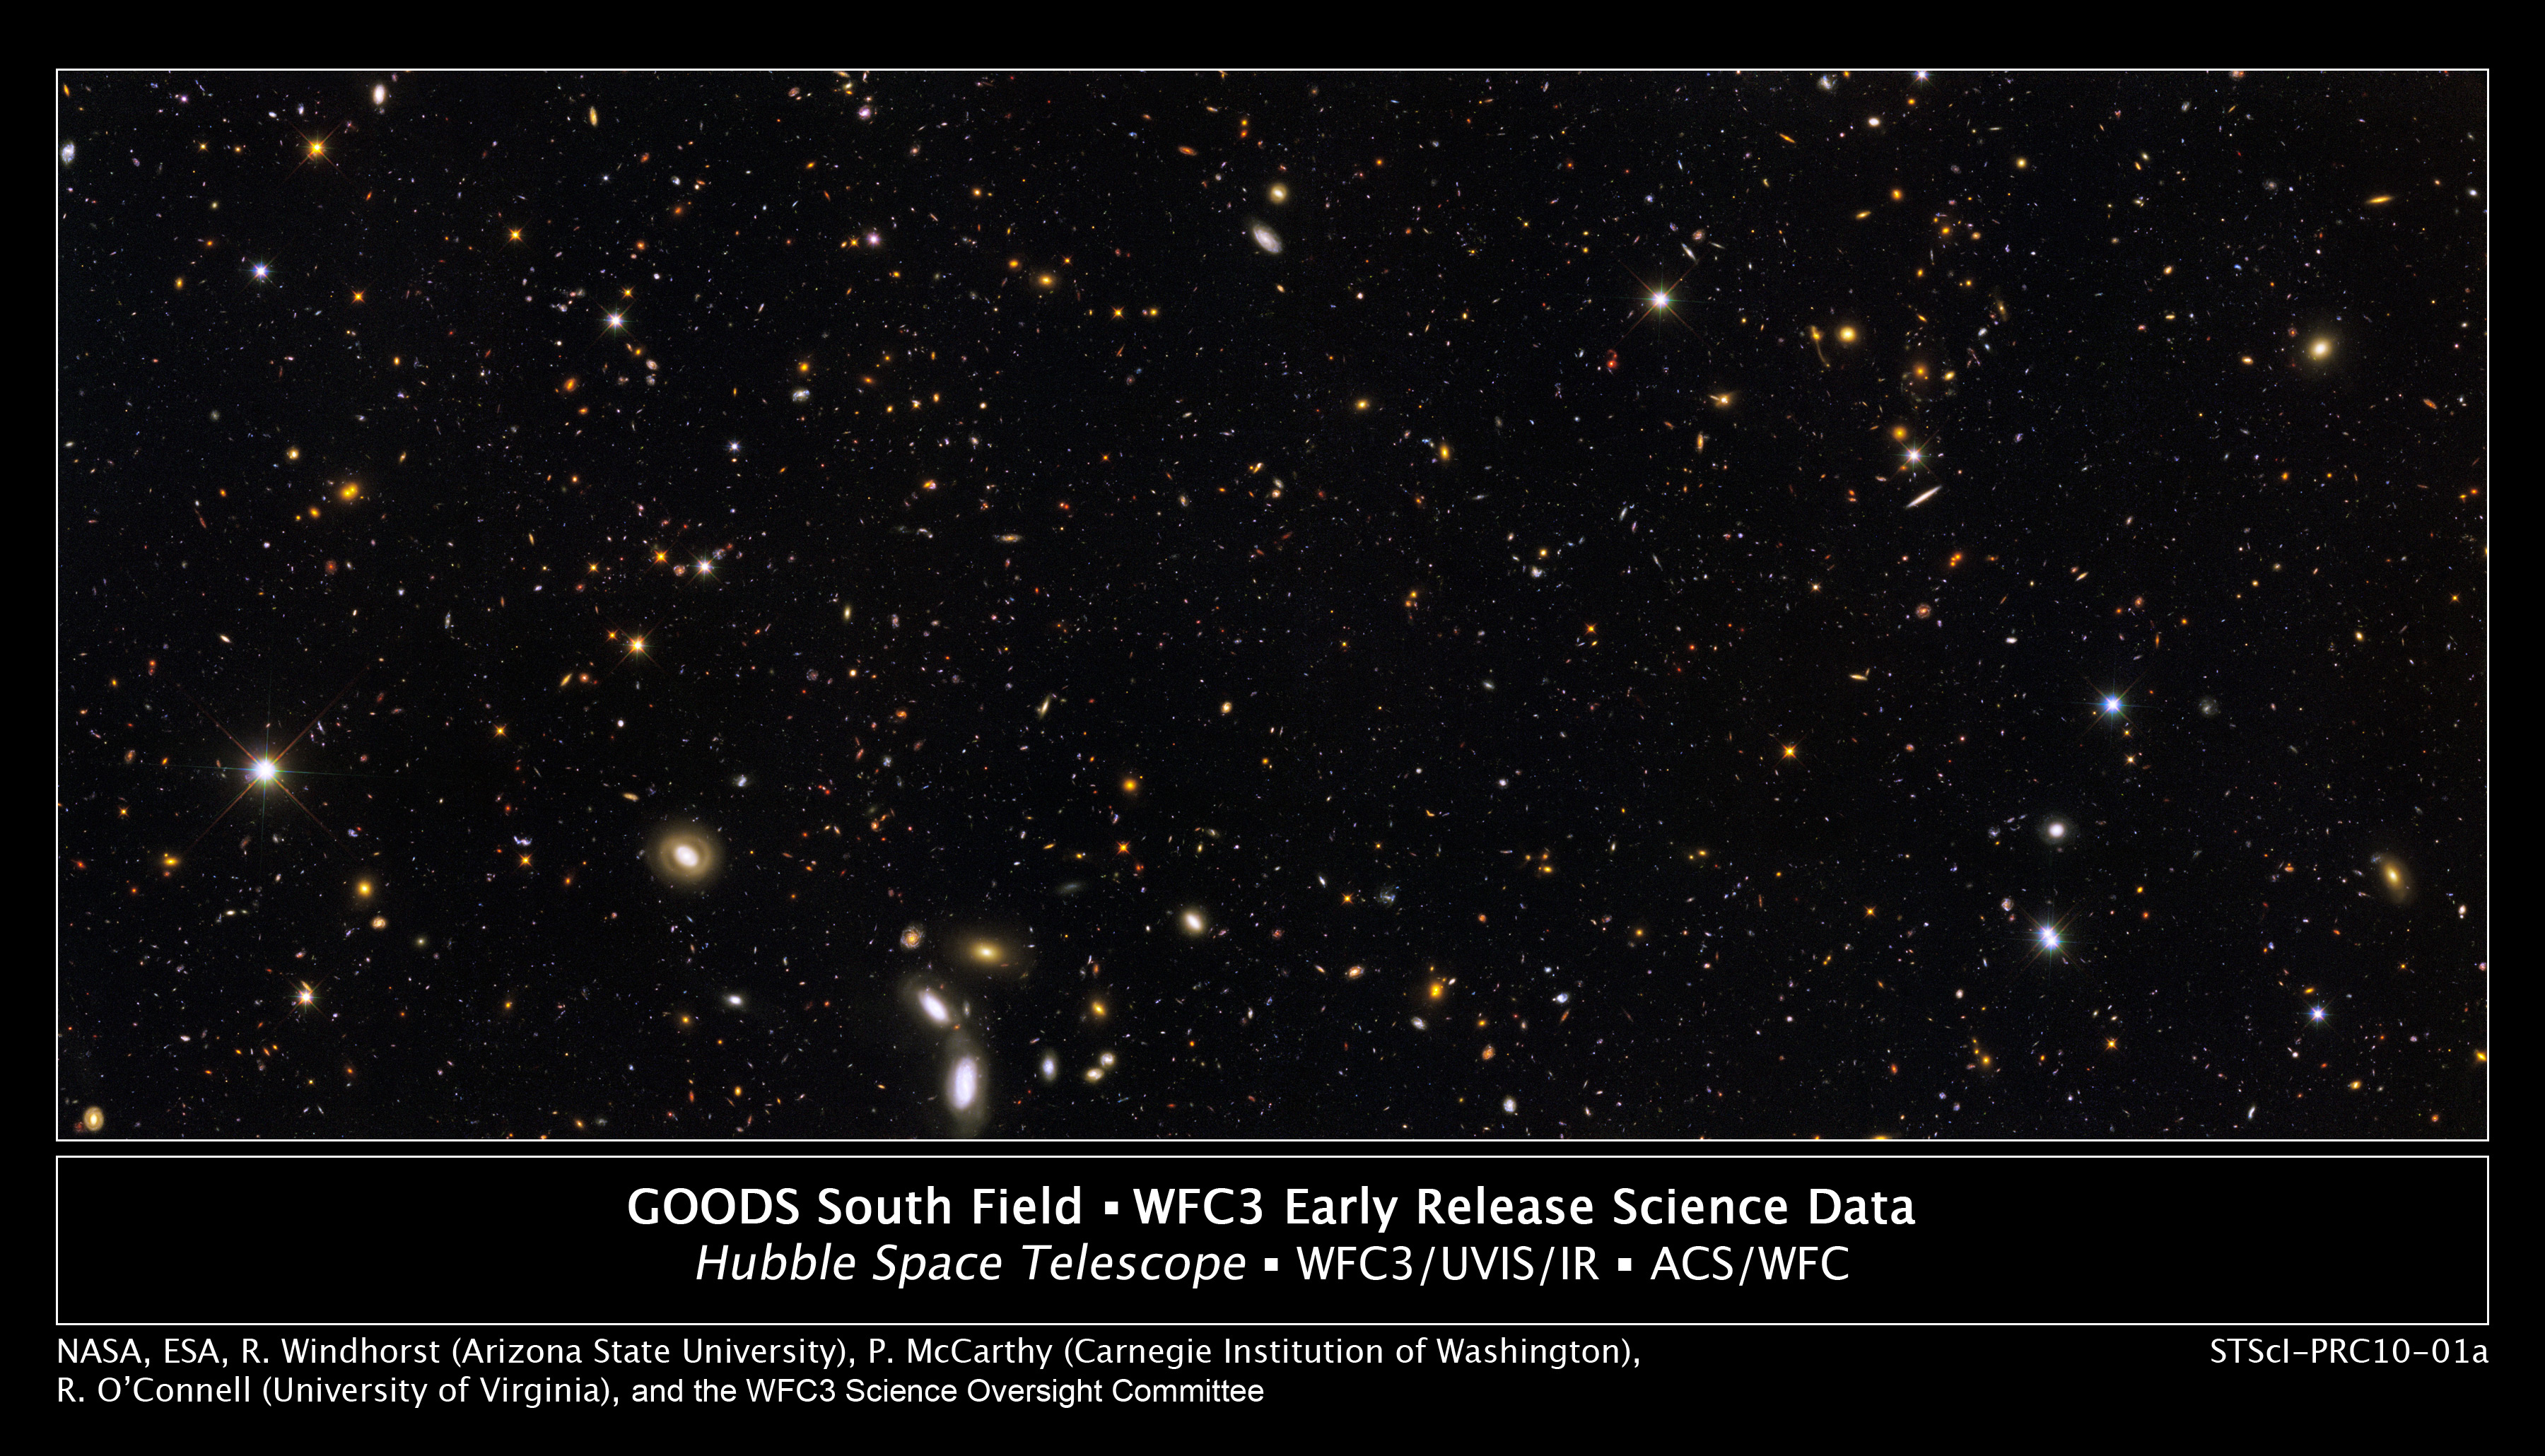 GOODS South Field ▪ WFC3 Early Release Science Data
Hubble Space Telescope ▪ WFC3/UVIS/IR ▪ ACS/WFC
NASA, ESA, R. Windhorst (Arizona State University), P. McCarthy (Carnegie Institution of Washington),
R. O’Connell (University of Virginia), and the WFC3 Science Oversight Committee
STScI-PRC10-01a